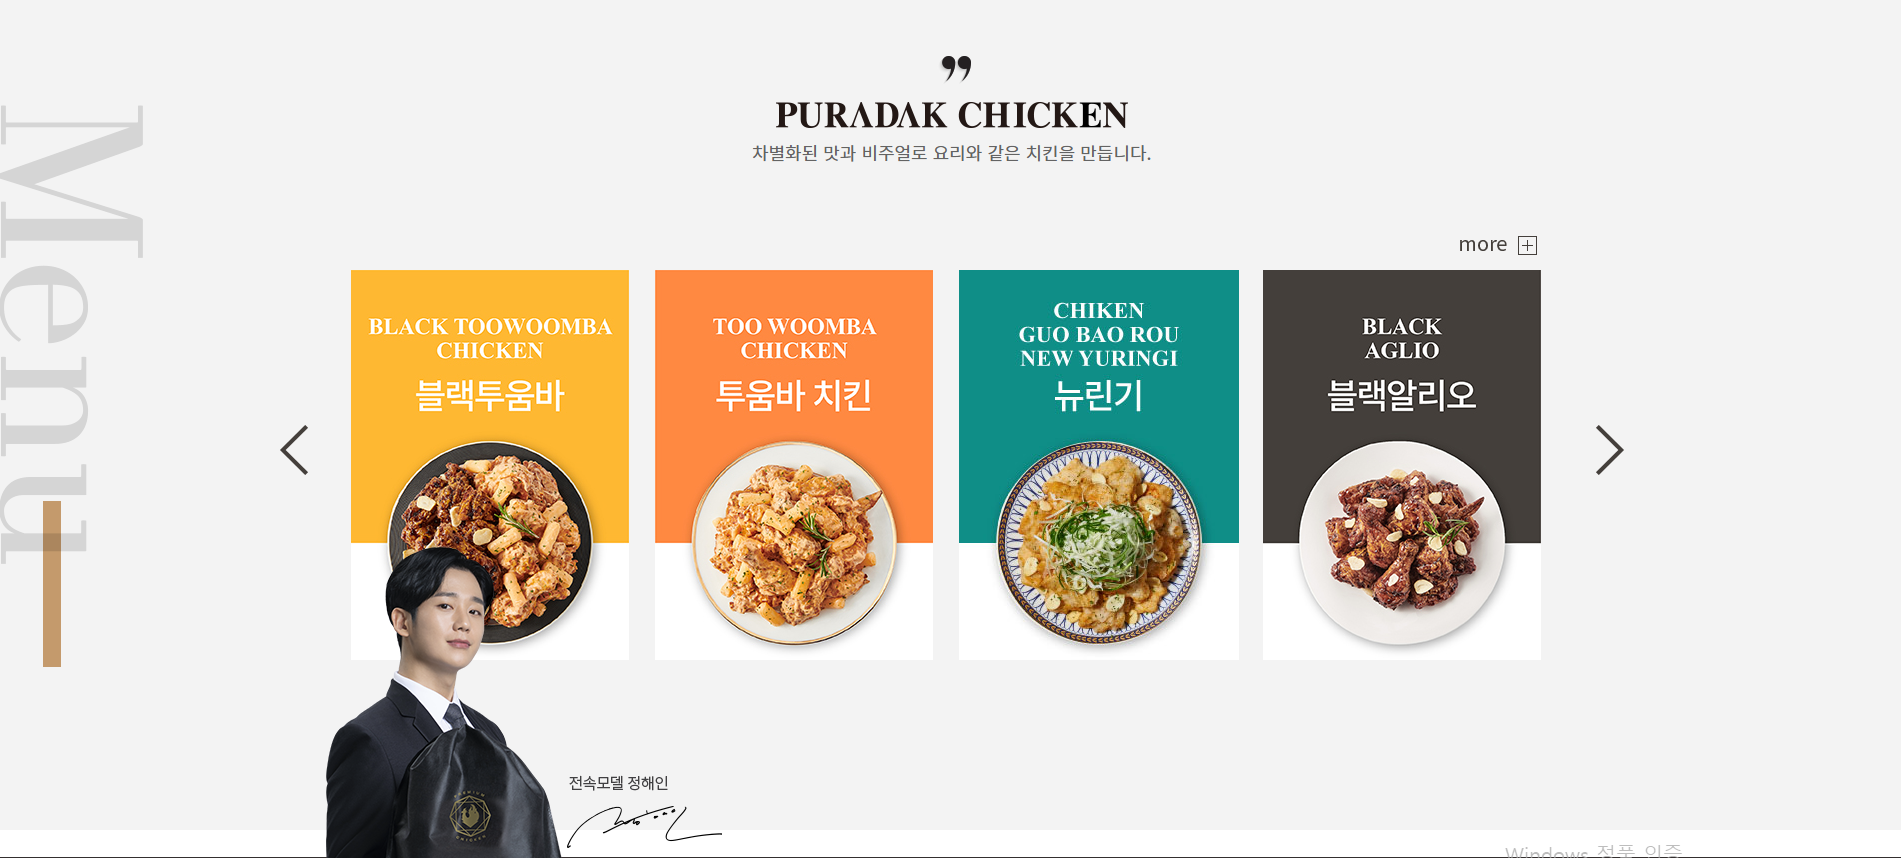 Menu
PURADAK CHICKEN
차별화된 맛과 비주얼로 요리와 같은 치킨을 만듭니다.
more
BLACK TOOWOOMBA
CHICKEN
블랙투움바
TOO WOOMBA
CHICKEN
투움바 치킨
CHIKEN
GUO BAO ROU
NEW YURINGI
뉴린기
BLACK
AGLIO
블랙알리오
전속모델 정해인
Windows 정품 인증